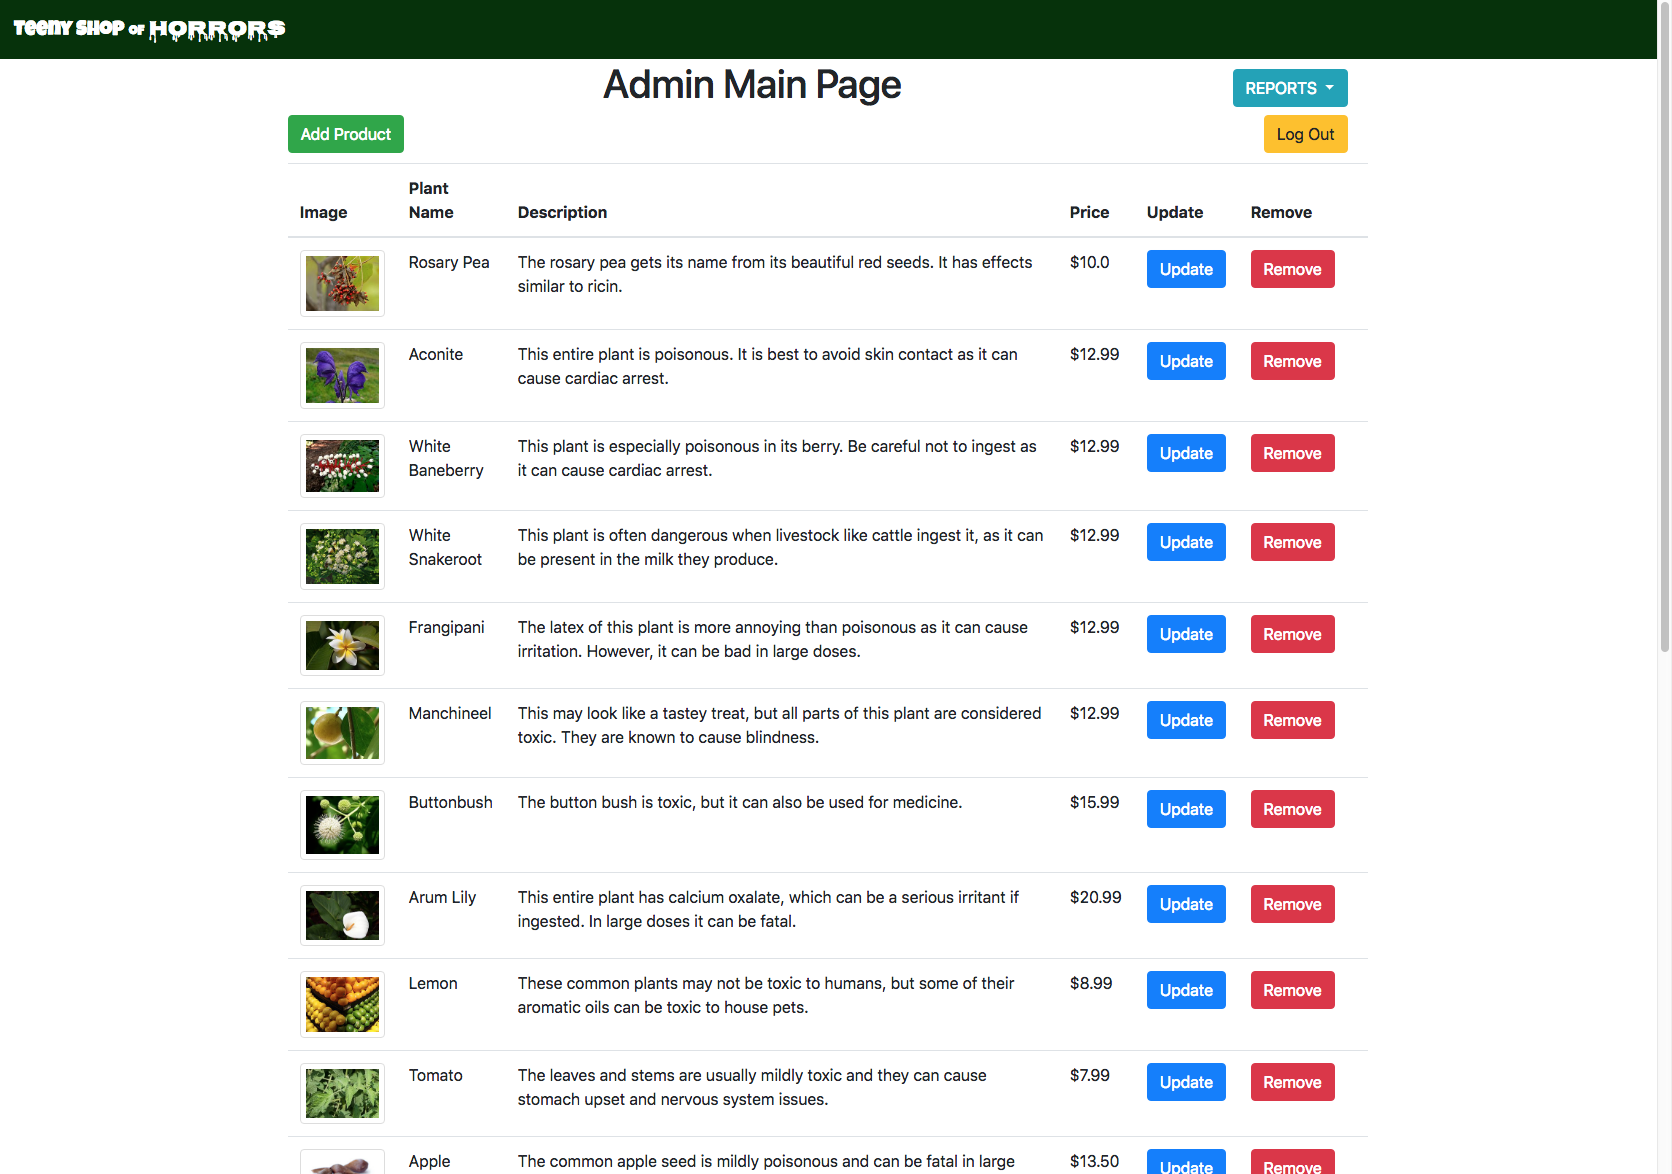 Teeny Shop of Horrors
Admin Main Page
REPORTS
Add Product
Log Out
Image Plant Name Description Price Update Remove
Rosary Pea
The rosary pea gets its name from its beautiful red seeds. It has effects
similar to ricin.
$10.0
Update
Remove
Aconite
This entire plant is poisonous. It is best to avoid skin contact as it can
cause cardiac arrest.
$12.99
Update
Remove
White
Baneberry
This plant is especially poisonous in its berry. Be careful not to ingest as
it can cause cardiac arrest.
$12.99
Update
Remove
White
Snakeroot
This plant is often dangerous when livestock like cattle ingest it, as it can
be present in the milk they produce.
$12.99
Update
Remove
Frangipani
The latex of this plant is more annoying than poisonous as it can cause
irritation. However, it can be bad in large doses.
$12.99
Update
Remove
Manchineel
This may look like a tastey treat, but all parts of this plant are considered
toxic. They are known to cause blindness.
$12.99
Update
Remove
Buttonbush
The button bush is toxic, but it can also be used for medicine.
$15.99
Update
Remove
Arum Lily
This entire plant has calcium oxalate, which can be a serious irritant if
ingested. In large doses it can be fatal.
$20.99
Update
Remove
Lemon
These common plants may not be toxic to humans, but some of their
aromatic oils can be toxic to house pets.
$8.99
Update
Remove
Tomato
The leaves and stems are usually mildly toxic and they can cause
stomach upset and nervous system issues.
$7.99
Update
Remove
Apple
The common apple seed is mildly poisonous and can be fatal in large
$13.50
Update
Remove